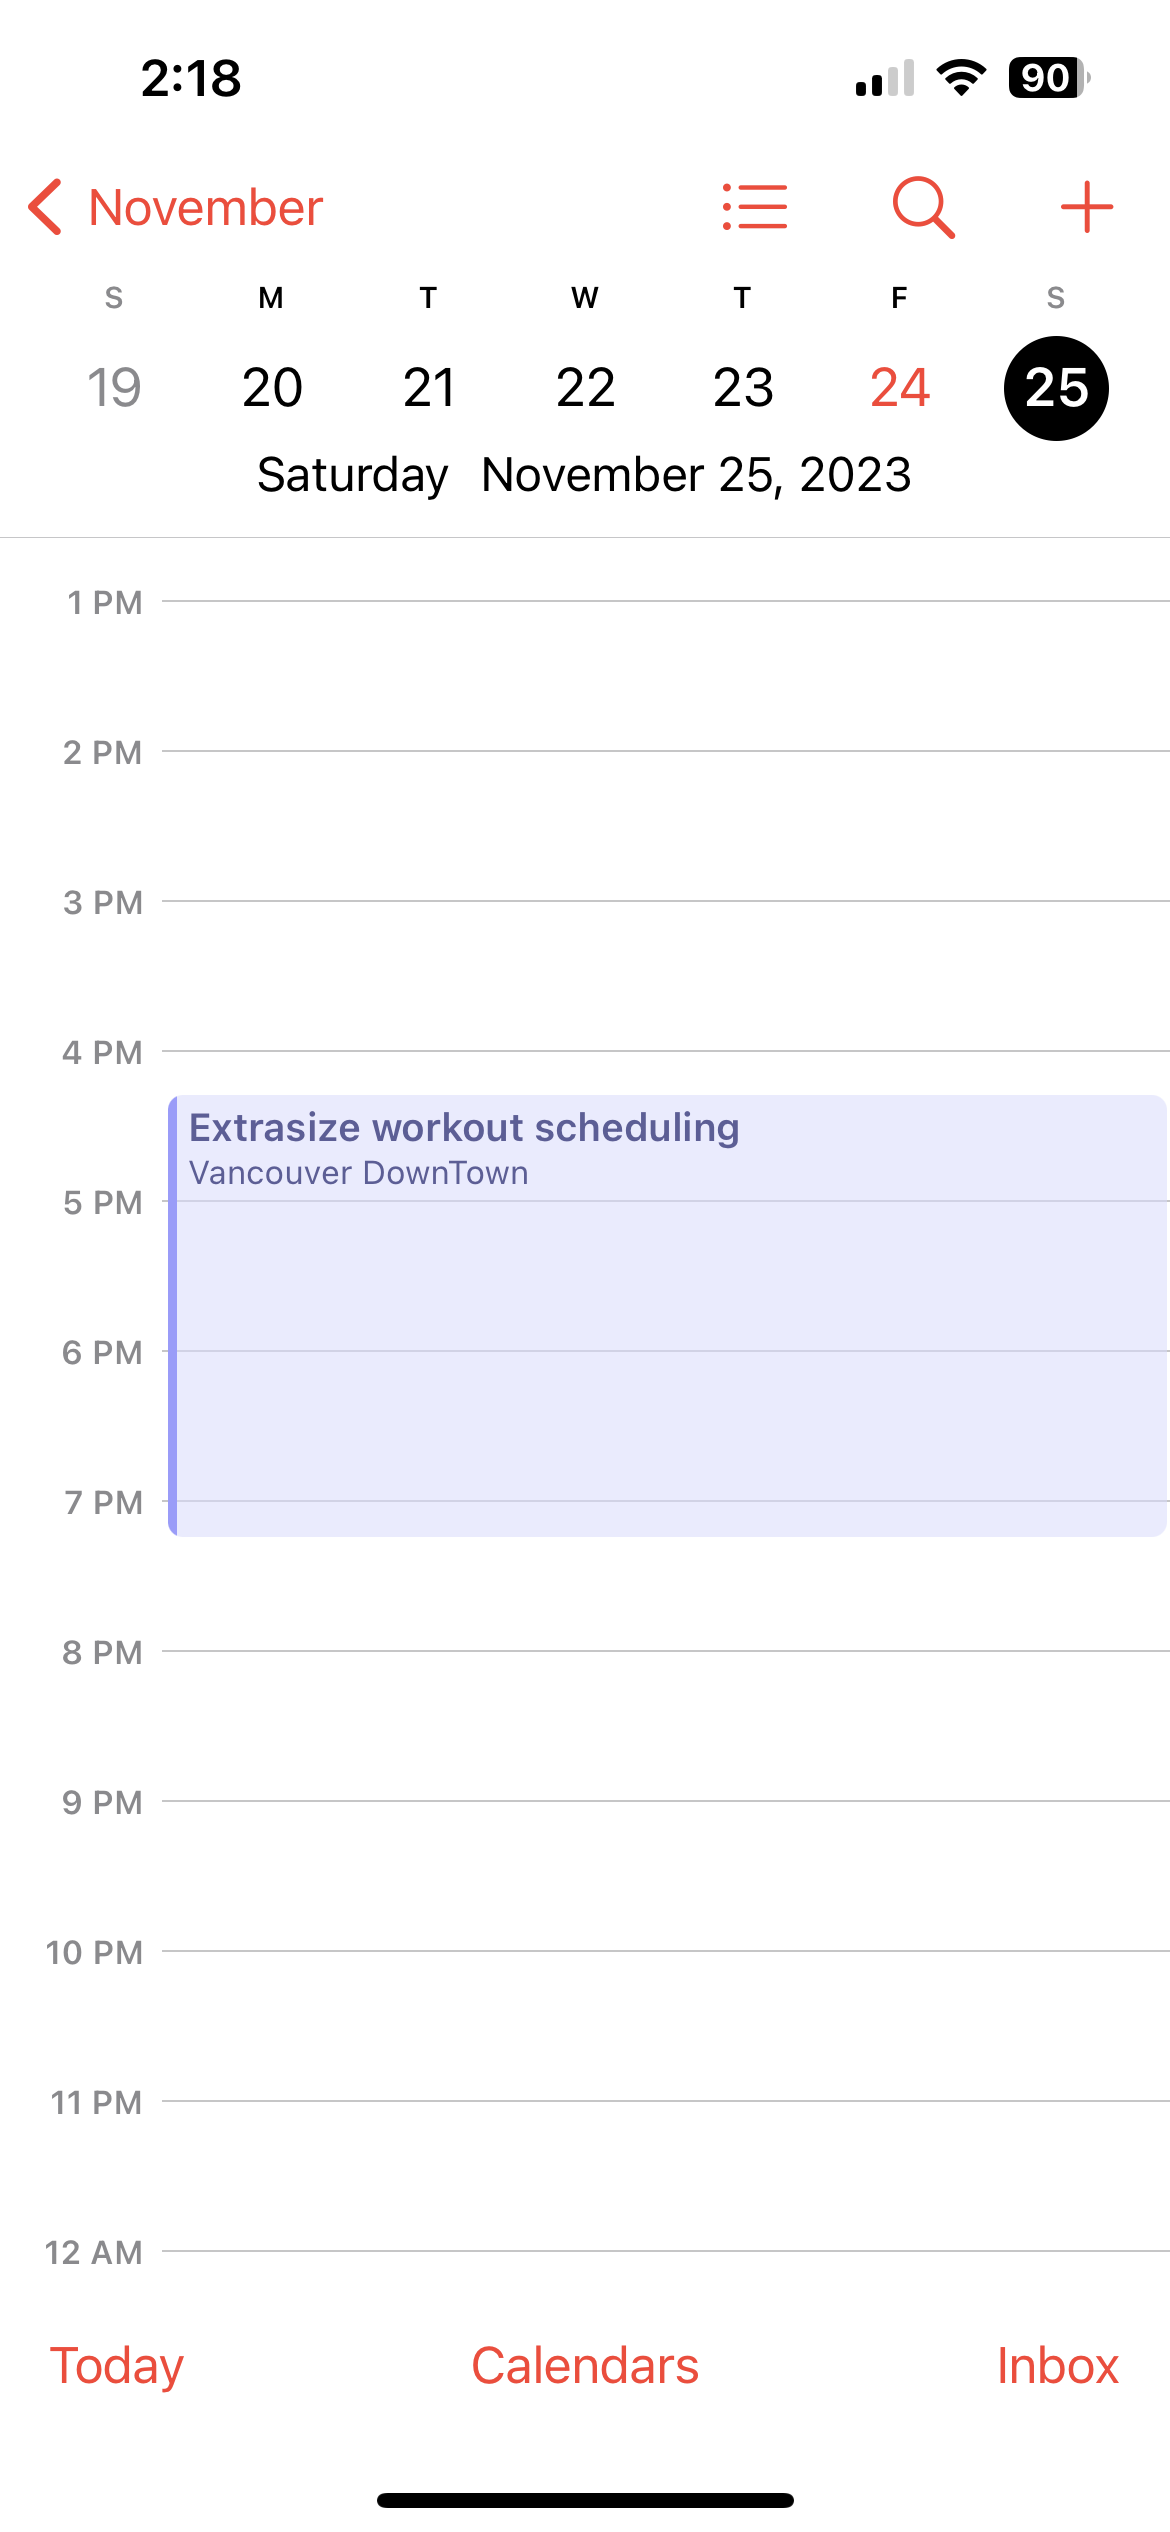 2:18 90
November
S M T W T F S
19 20 21 22 23 24 25
Saturday November 25, 2023
1 PM
2 PM
3 PM
4 PM
Extrasize workout scheduling
Vancouver DownTown
5 PM
6 PM
7 PM
8 PM
9 PM
10 PM
11 PM
12 AM
Today Calendars Inbox